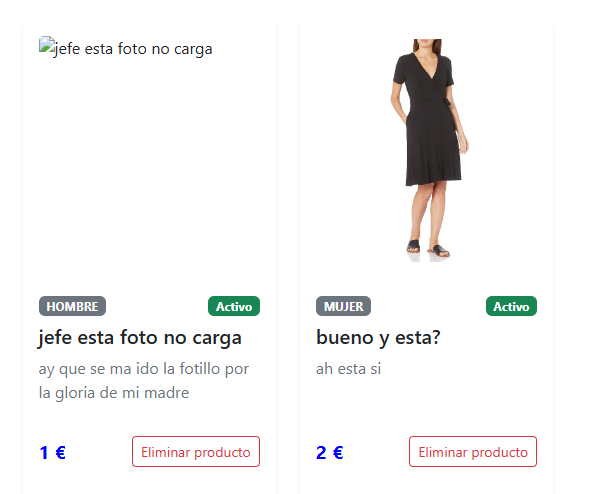 jefe esta foto no carga
HOMBRE
Activo
jefe esta foto no carga
ay que se ma ido la fotillo por
la gloria de mi madre
1 €
Eliminar producto
MUJER
Activo
bueno y esta?
ah esta si
2 €
Eliminar producto